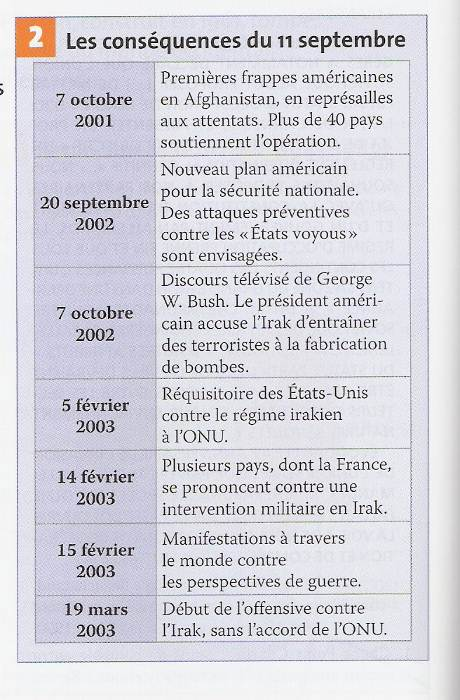 2 Les conséquences du 11 septembre
7 octobre
2001
Premières frappes américaines
en Afghanistan, en représailles
aux attentats. Plus de 40 pays
soutiennent l'opération.
20 septembre
2002
Nouveau plan américain
pour la sécurité nationale.
Des attaques préventives
contre les « États voyous »
sont envisagées.
7 octobre
2002
Discours télévisé de George
W. Bush. Le président améri-
cain accuse l'Irak d'entraîner
des terroristes à la fabrication
de bombes.
5 février
2003
Réquisitoire des États-Unis
contre le régime irakien
à l'ONU.
14 février
2003
Plusieurs pays, dont la France,
se prononcent contre une
intervention militaire en Irak.
15 février
2003
Manifestations à travers
le monde contre
les perspectives de guerre.
19 mars
2003
Début de l'offensive contre
l'Irak, sans l'accord de l'ONU.